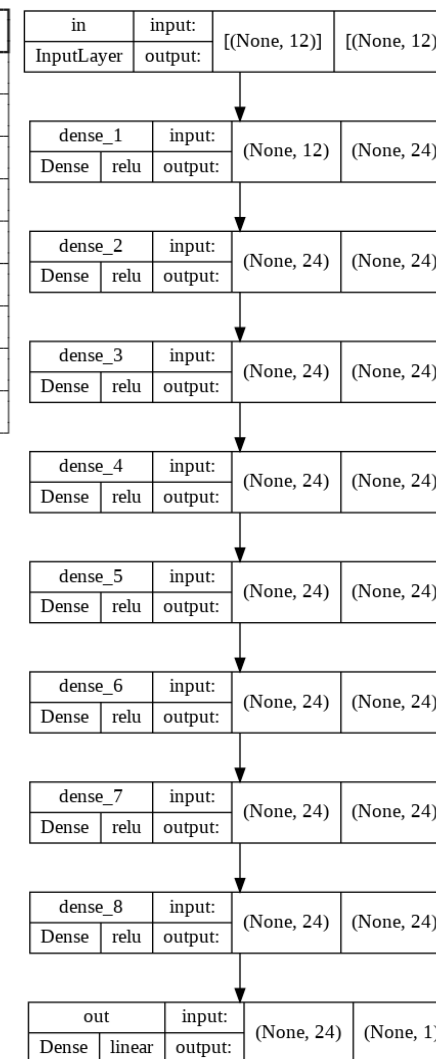 in input: [(None, 12)] [(None, 12)
InputLayer output:
dense_1 input: (None, 12) (None, 24)
Dense relu output:
dense_2 input: (None, 24) (None, 24)
Dense relu output:
dense_3 input: (None, 24) (None, 24)
Dense relu output:
dense_4 input: (None, 24) (None, 24)
Dense relu output:
dense_5 input: (None, 24) (None, 24)
Dense relu output:
dense_6 input: (None, 24) (None, 24)
Dense relu output:
dense_7 input: (None, 24) (None, 24)
Dense relu output:
dense_8 input: (None, 24) (None, 24)
Dense relu output:
out input: (None, 24) (None, 1)
Dense linear output: